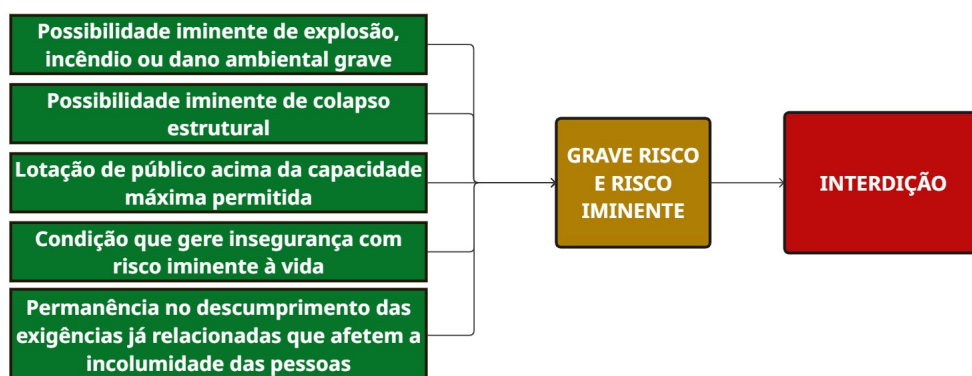 Possibilidade iminente de explosão,
incêndio ou dano ambiental grave
Possibilidade iminente de colapso
estrutural
Lotação de público acima da capacidade
máxima permitida
Condição que gere insegurança com
risco iminente à vida
Permanência no descumprimento das
exigências já relacionadas que afetem a
incolumidade das pessoas
GRAVE RISCO
E RISCO
IMINENTE
INTERDIÇÃO